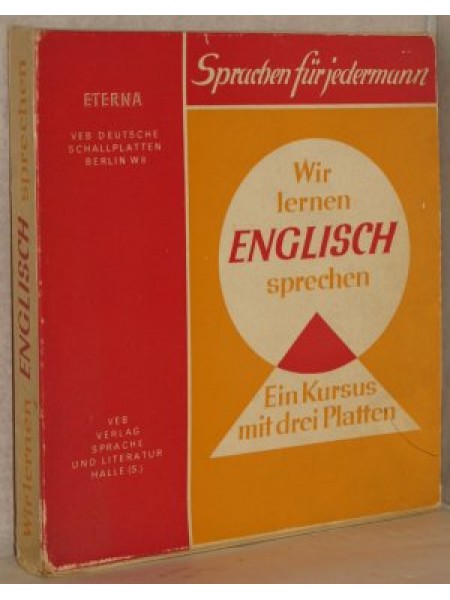 Wir lernen ENGLISCH sprechen
ETERNA
VEB DEUTSCHE
SCHALLPLATTEN
BERLIN W8
VEB
VERLAG
SPRACHE
UND LITERATUR
HALLE (S.)
Sprachen für jedermann
Wir
lernen
ENGLISCH
sprechen
Ein Kursus
mit drei Platten